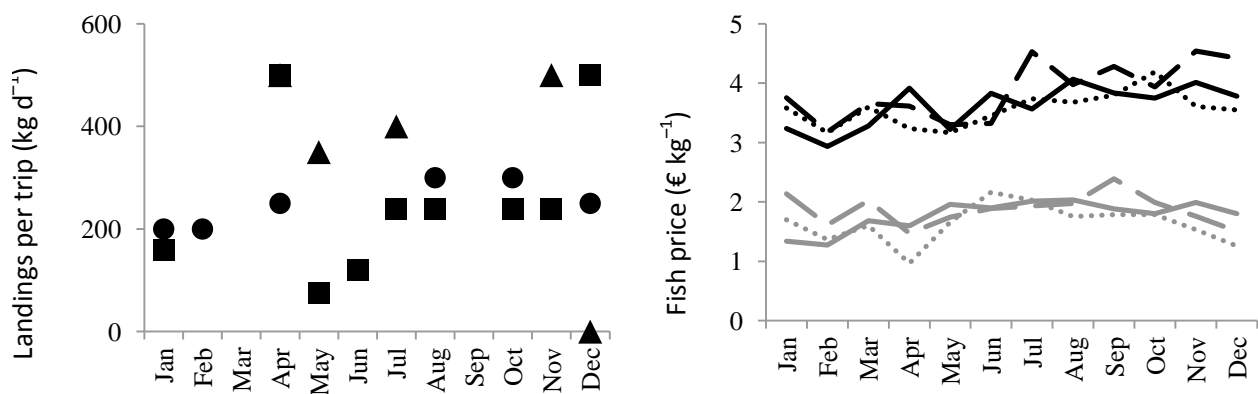 Landings per trip (kg d⁻¹)
600
400
200
0
Jan
Feb
Mar
Apr
May
Jun
Jul
Aug
Sep
Oct
Nov
Dec
Fish price (€ kg⁻¹)
5
4
3
2
1
0
Jan
Feb
Mar
Apr
May
Jun
Jul
Aug
Sep
Oct
Nov
Dec